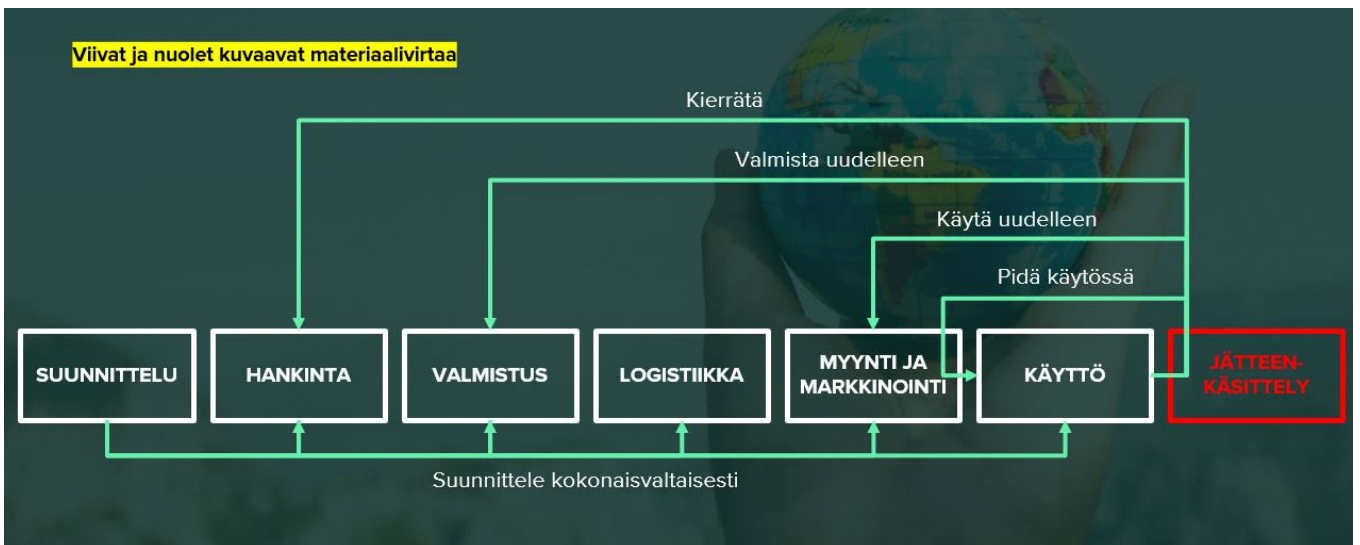 Viivat ja nuolet kuvaavat materiaalivirtaa
Kierrätä
Valmista uudelleen
Käytä uudelleen
Pidä käytössä
SUUNNITTELU
HANKINTA
VALMISTUS
LOGISTIIKKA
MYYNTI JA
MARKKINOINTI
KÄYTTÖ
JÄTTEEN-
KÄSITTELY
Suunnittele kokonaisvaltaisesti